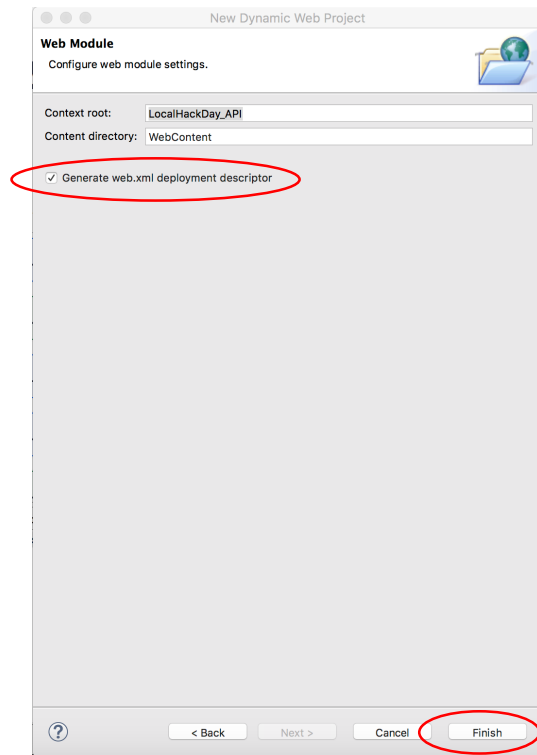 New Dynamic Web Project
Web Module
Configure web module settings.
Context root: LocalHackDay_API
Content directory: WebContent
Generate web.xml deployment descriptor
? < Back Next > Cancel Finish